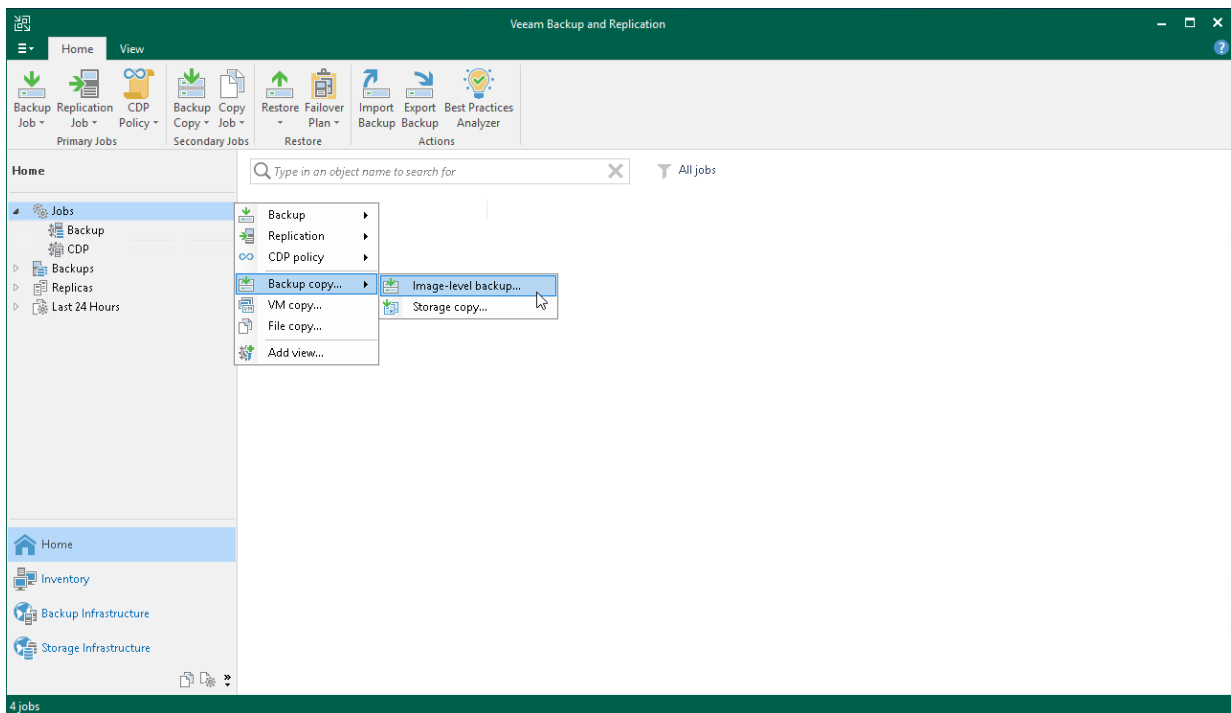 Veeam Backup and Replication
Home View
Backup Job Replication Job CDP Policy Backup Copy Copy Job Restore Failover Plan Import Backup Export Backup Best Practices Analyzer
Primary Jobs Secondary Jobs Restore Actions
Home
Type in an object name to search for
All jobs
Jobs
Backup
CDP
Backups
Replicas
Last 24 Hours
Backup
Replication
CDP policy
Backup copy...
VM copy...
File copy...
Add view...
Image-level backup...
Storage copy...
Home
Inventory
Backup Infrastructure
Storage Infrastructure
4 jobs